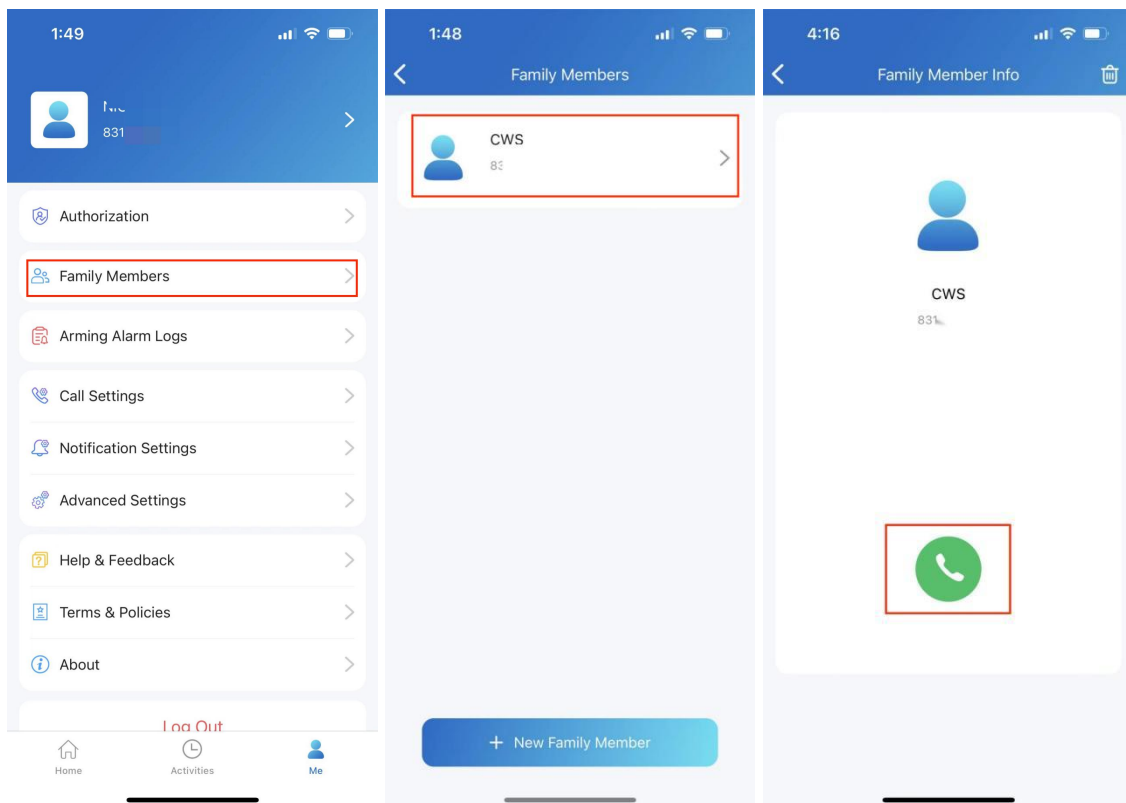 1:49
831
Authorization
Family Members
Arming Alarm Logs
Call Settings
Notification Settings
Advanced Settings
Help & Feedback
Terms & Policies
About
Log Out
Home
Activities
Me
1:48
Family Members
CWS
+ New Family Member
4:16
Family Member Info
CWS
831